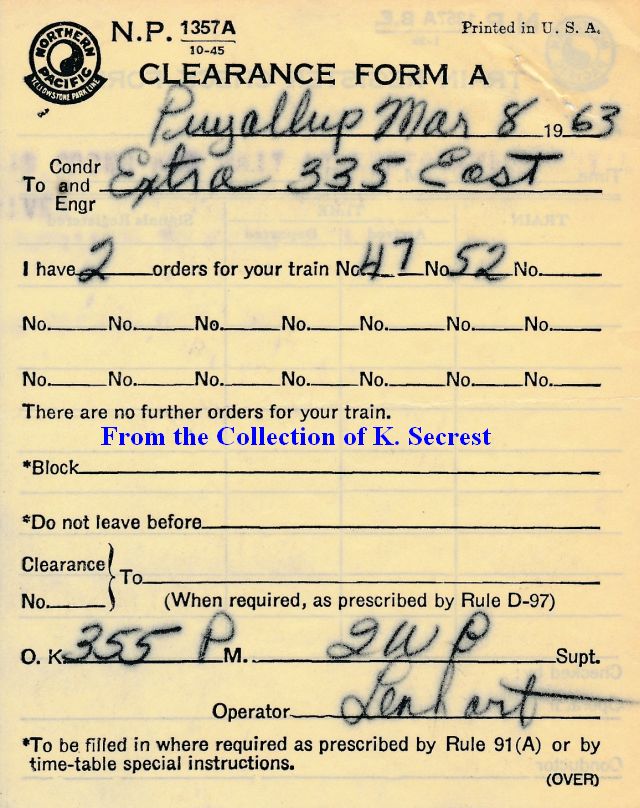 NORTHERN PACIFIC
YELLOWSTONE PARK LINE
N.P. 1357A
10-45
Printed in U. S. A.
CLEARANCE FORM A
Puyallup Mar 8 1963
Condr
To and Extra 335 East
Engr
I have 2 orders for your train No. 47 No. 52 No.
No. No. No. No. No. No. No.
No. No. No. No. No. No. No.
There are no further orders for your train.
From the Collection of K. Secrest
*Block
*Do not leave before
Clearance
To
No.
(When required, as prescribed by Rule D-97)
O. K. 355 P M. Supt.
Operator Lenhart
*To be filled in where required as prescribed by Rule 91(A) or by
time-table special instructions.
(OVER)